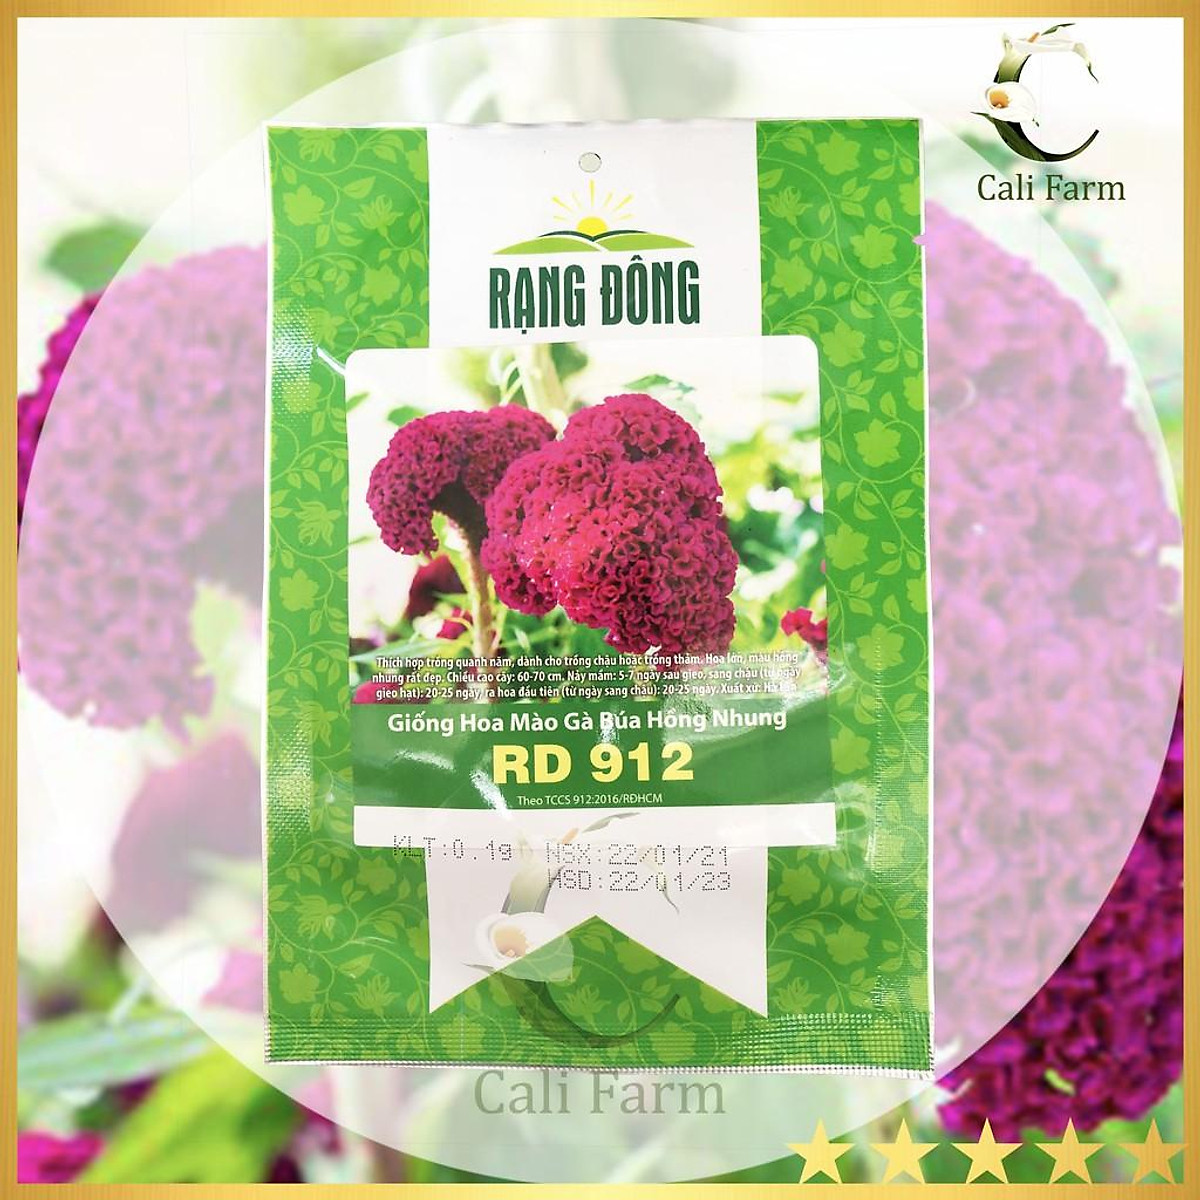 Cali Farm
RẠNG ĐÔNG
Thích hợp trồng quanh năm, dành cho trồng chậu hoặc trồng thảm. Hoa lớn, màu hồng
nhung rất đẹp. Chiều cao cây: 60-70 cm. Nảy mầm: 5-7 ngày sau gieo, sang chậu (từ ngày
gieo hạt): 20-25 ngày, ra hoa đầu tiên (từ ngày sang chậu): 20-25 ngày. Xuất xứ: Hà
Giống Hoa Mào Gà Búa Hồng Nhung
RD 912
Theo TCCS 912:2016/RĐHCM
KLT:0.1g NSX:22/01/21
HSD:22/01/23
Cali Farm